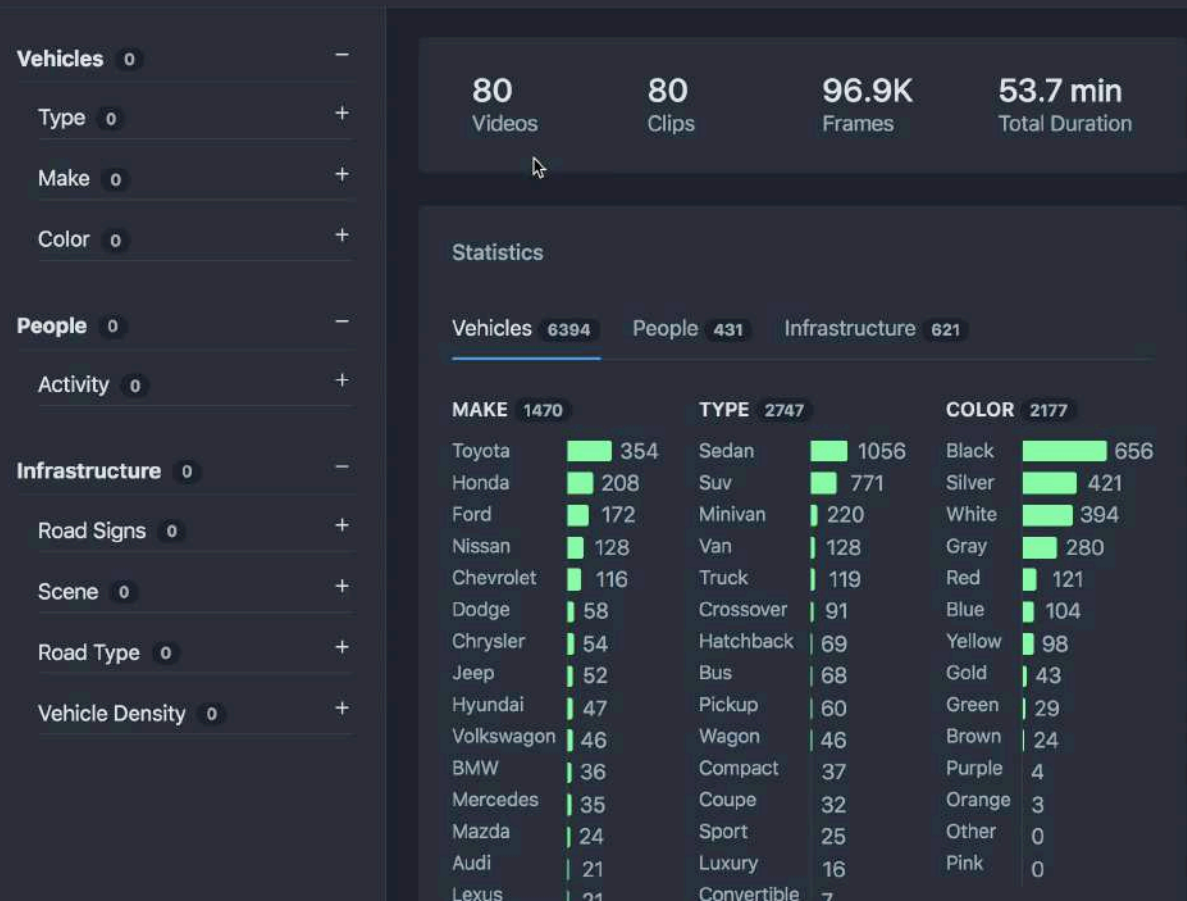 Vehicles 0 −
Type 0 +
Make 0 +
Color 0 +
People 0 −
Activity 0 +
Infrastructure 0 −
Road Signs 0 +
Scene 0 +
Road Type 0 +
Vehicle Density 0 +
80 80 96.9K 53.7 min
Videos Clips Frames Total Duration
Statistics
Vehicles 6394 People 431 Infrastructure 621
MAKE 1470
Toyota 354
Honda 208
Ford 172
Nissan 128
Chevrolet 116
Dodge 58
Chrysler 54
Jeep 52
Hyundai 47
Volkswagon 46
BMW 36
Mercedes 35
Mazda 24
Audi 21
Lexus 21
TYPE 2747
Sedan 1056
Suv 771
Minivan 220
Van 128
Truck 119
Crossover 91
Hatchback 69
Bus 68
Pickup 60
Wagon 46
Compact 37
Coupe 32
Sport 25
Luxury 16
Convertible 7
COLOR 2177
Black 656
Silver 421
White 394
Gray 280
Red 121
Blue 104
Yellow 98
Gold 43
Green 29
Brown 24
Purple 4
Orange 3
Other 0
Pink 0